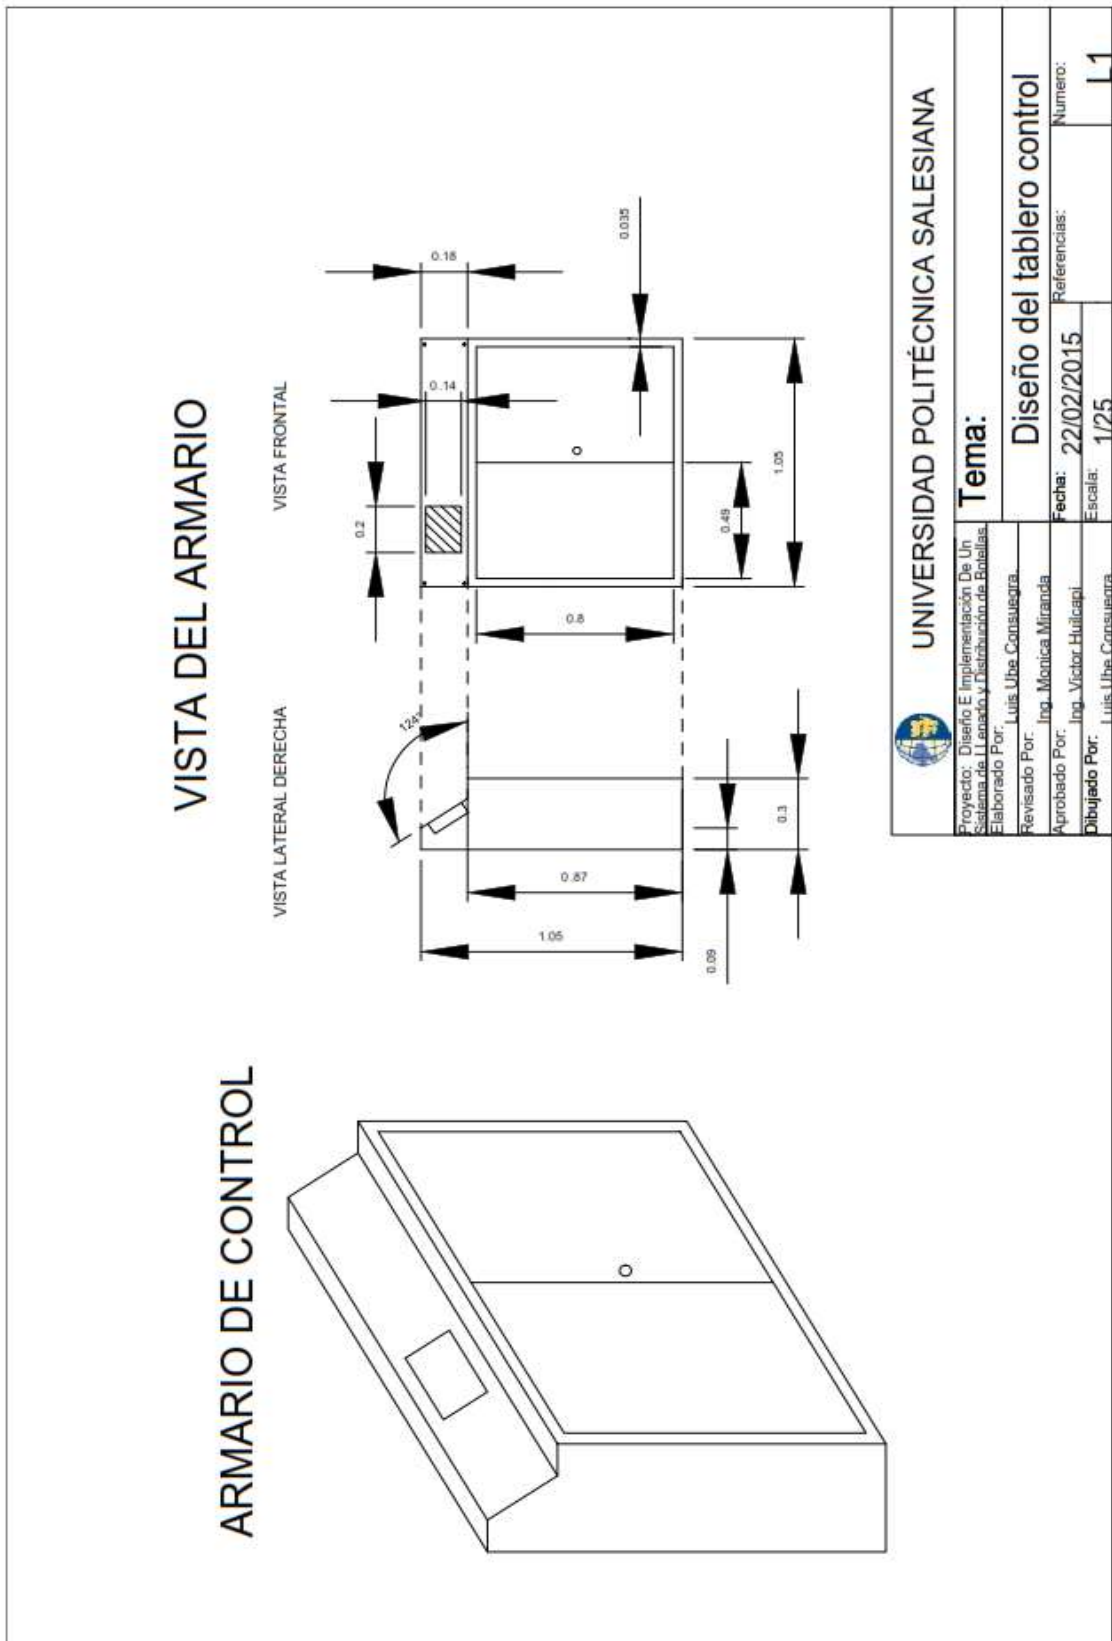 VISTA DEL ARMARIO
VISTA LATERAL DERECHA
VISTA FRONTAL
124°
0.2
0.14
0.18
0.035
0.8
0.49
1.05
1.05
0.87
0.3
0.09
ARMARIO DE CONTROL
UNIVERSIDAD POLITÉCNICA SALESIANA
Proyecto: Diseño E Implementación De Un
Sistema de LLenado y Distribución de Botellas
Elaborado Por: Luis Ube Consuegra.
Revisado Por: Ing. Monica Miranda
Aprobado Por: Ing. Victor Huilcapi
Dibujado Por: Luis Ube Consuegra
Tema:
Diseño del tablero control
Fecha: 22/02/2015
Escala: 1/25
Referencias:
Numero:
L1